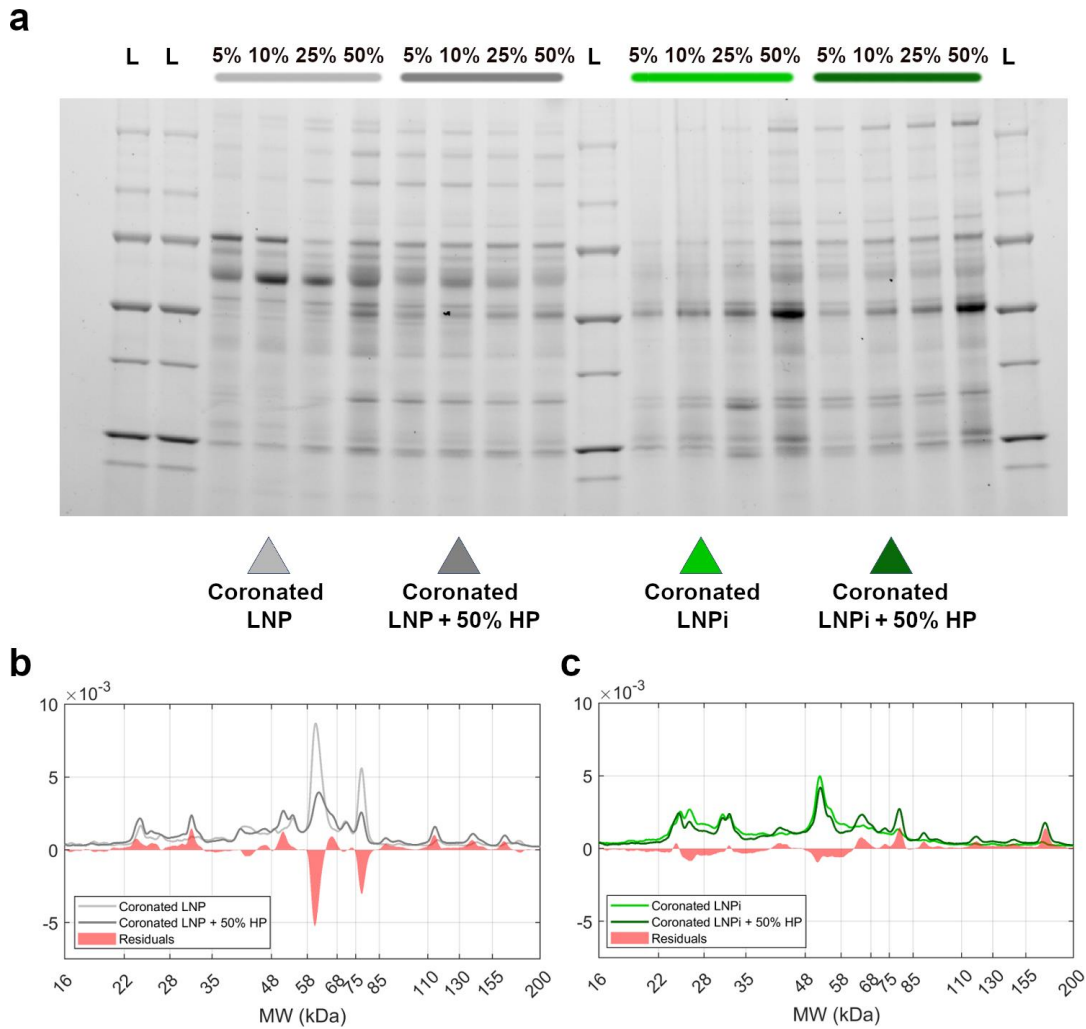 a
L L 5% 10% 25% 50% 5% 10% 25% 50% L 5% 10% 25% 50% 5% 10% 25% 50% L
Coronated
LNP
Coronated
LNP + 50% HP
Coronated
LNPi
Coronated
LNPi + 50% HP
b
×10⁻³
10
5
0
-5
Coronated LNP
Coronated LNP + 50% HP
Residuals
16 22 28 35 48 58 68 75 85 110 130 155 200
MW (kDa)
c
×10⁻³
10
5
0
-5
Coronated LNPi
Coronated LNPi + 50% HP
Residuals
16 22 28 35 48 58 68 75 85 110 130 155 200
MW (kDa)